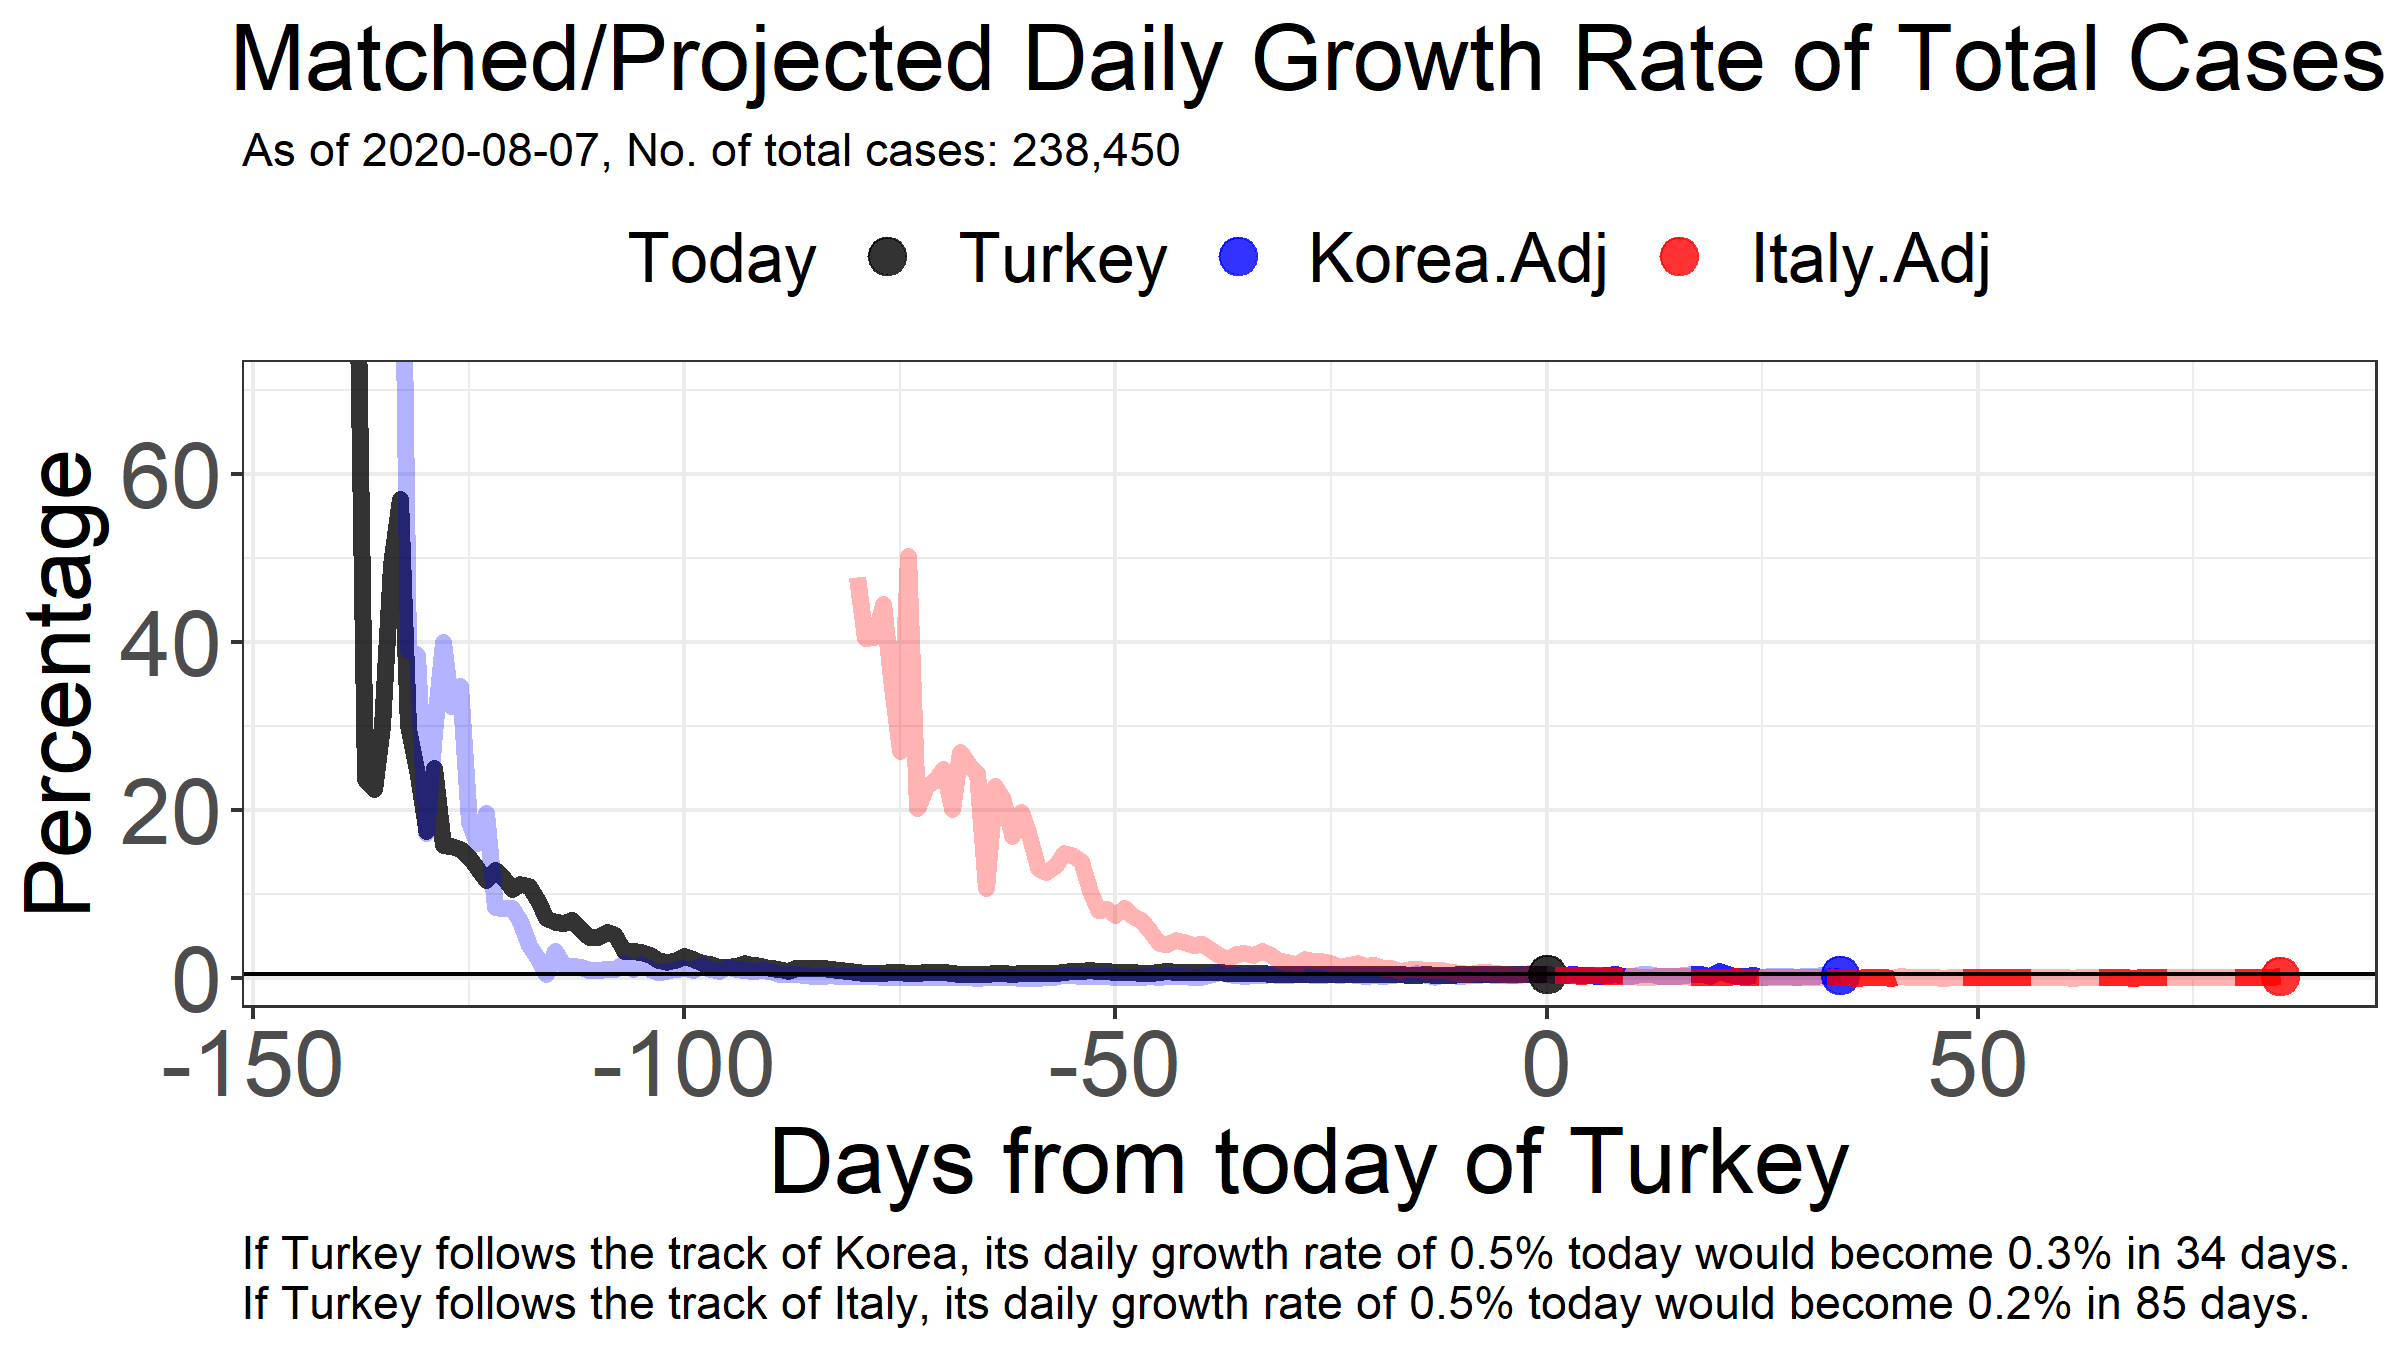 Matched/Projected Daily Growth Rate of Total Cases
As of 2020-08-07, No. of total cases: 238,450
Today Turkey Korea.Adj Italy.Adj
Percentage
60
40
20
0
-150 -100 -50 0 50
Days from today of Turkey
If Turkey follows the track of Korea, its daily growth rate of 0.5% today would become 0.3% in 34 days.
If Turkey follows the track of Italy, its daily growth rate of 0.5% today would become 0.2% in 85 days.